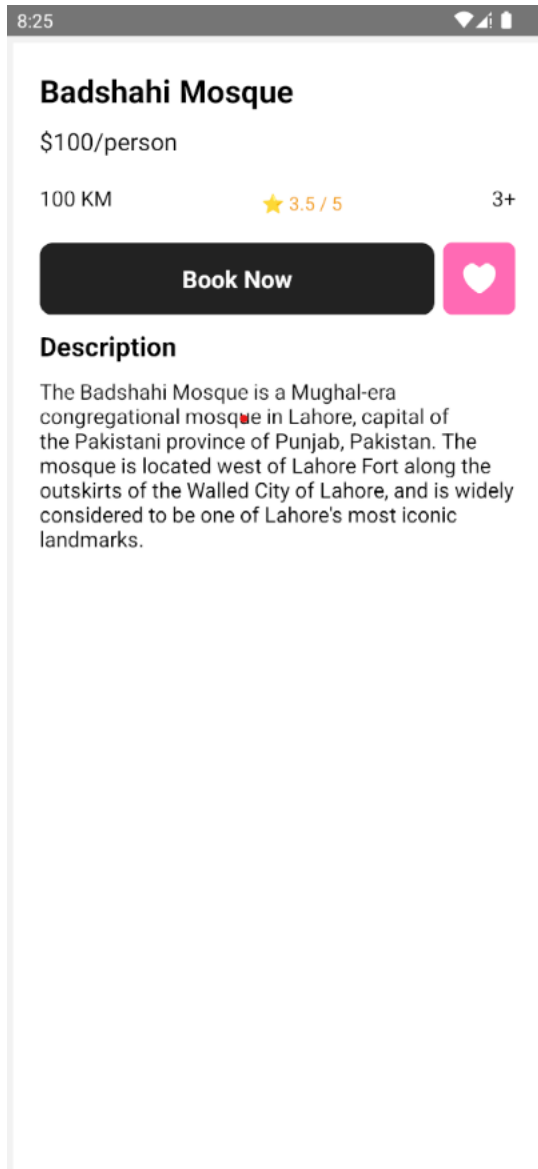 8:25
Badshahi Mosque
$100/person
100 KM ⭐ 3.5 / 5 3+
Book Now
Description
The Badshahi Mosque is a Mughal-era
congregational mosque in Lahore, capital of
the Pakistani province of Punjab, Pakistan. The
mosque is located west of Lahore Fort along the
outskirts of the Walled City of Lahore, and is widely
considered to be one of Lahore's most iconic
landmarks.